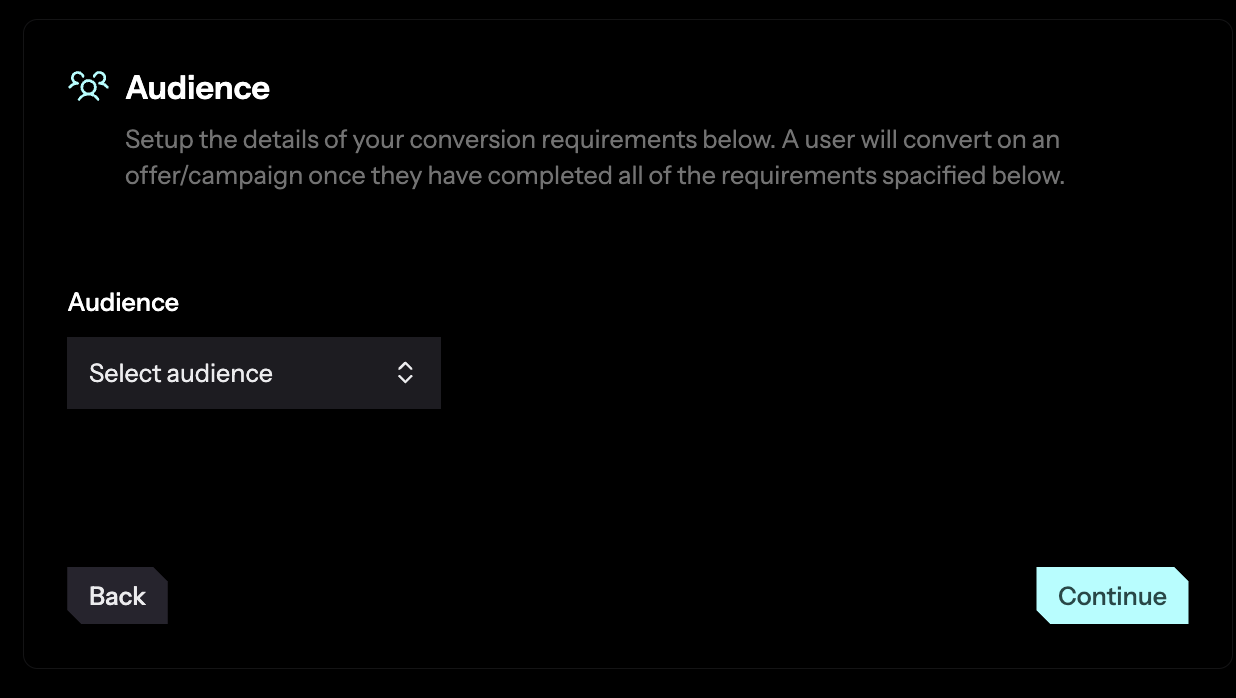 Audience
Setup the details of your conversion requirements below. A user will convert on an
offer/campaign once they have completed all of the requirements spacified below.
Audience
Select audience
Back
Continue